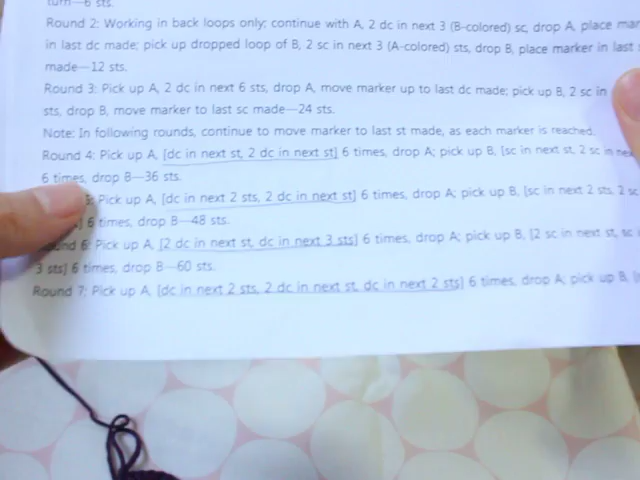 turn—6 sts.
Round 2: Working in back loops only; continue with A, 2 dc in next 3 (B-colored) sc, drop A, place
in last dc made; pick up dropped loop of B, 2 sc in next 3 (A-colored) sts, drop B, place marker in last
made—12 sts.
Round 3: Pick up A, 2 dc in next 6 sts, drop A, move marker up to last dc made; pick up B, 2 sc in
sts, drop B, move marker to last sc made—24 sts.
Note: In following rounds, continue to move marker to last st made, as each marker is reached.
Round 4: Pick up A, [dc in next st, 2 dc in next st] 6 times, drop A; pick up B, [sc in next st, 2 sc in
6 times, drop B—36 sts.
5: Pick up A, [dc in next 2 sts, 2 dc in next st] 6 times, drop A; pick up B, [sc in next 2 sts, 2 sc
] 6 times, drop B—48 sts.
6: Pick up A, [2 dc in next st, dc in next 3 sts] 6 times, drop A; pick up B, [2 sc in next st, sc
3 sts] 6 times, drop B—60 sts.
Round 7: Pick up A, [dc in next 2 sts, 2 dc in next st, dc in next 2 sts] 6 times, drop A; pick up B,